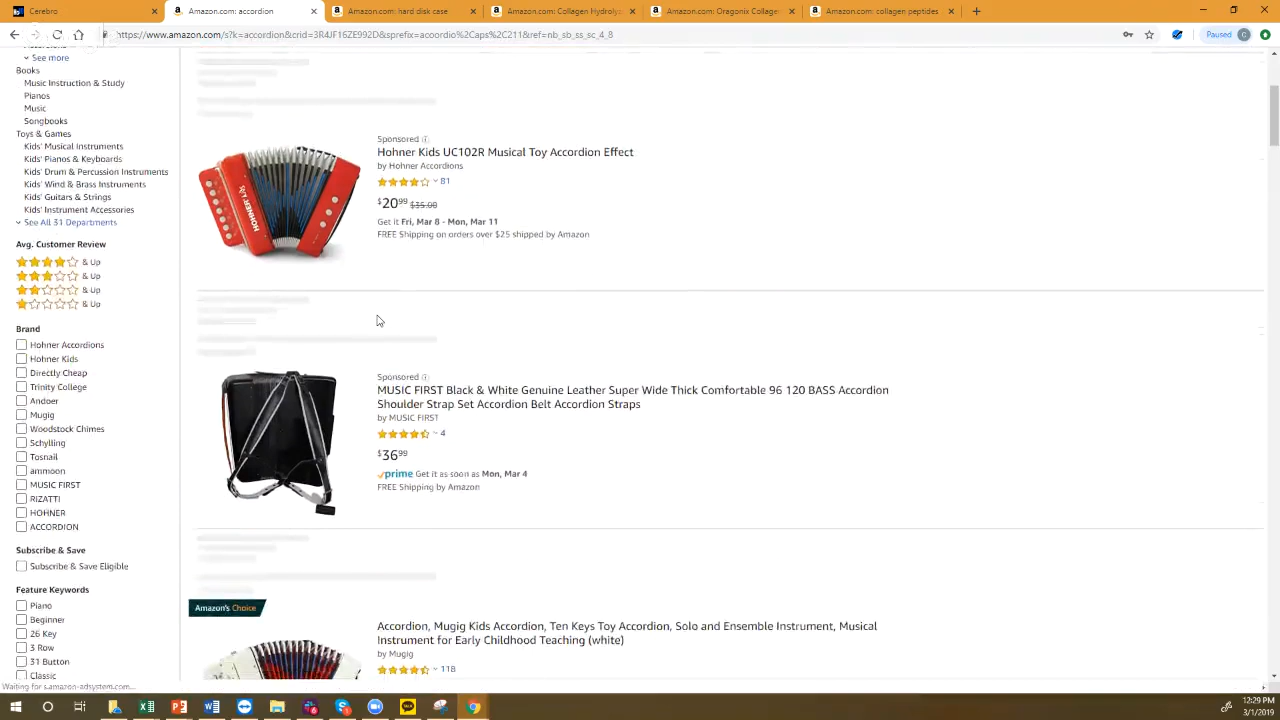 Cerebro
Amazon.com: accordion
Amazon.com: hard disk case
Amazon.com: Collagen Hydrolyz
Amazon.com: Oragonix Collage
Amazon.com: collagen peptides
https://www.amazon.com/s?k=accordion&crid=3R4JF16ZE992D&sprefix=accordio%2Caps%2C211&ref=nb_sb_ss_sc_4_8
Paused
See more
Books
Music Instruction & Study
Pianos
Music
Songbooks
Toys & Games
Kids' Musical Instruments
Kids' Pianos & Keyboards
Kids' Drum & Percussion Instruments
Kids' Wind & Brass Instruments
Kids' Guitars & Strings
Kids' Instrument Accessories
See All 31 Departments
Avg. Customer Review
& Up
& Up
& Up
& Up
Brand
Hohner Accordions
Hohner Kids
Directly Cheap
Trinity College
Andoer
Mugig
Woodstock Chimes
Schylling
Tosnail
ammoon
MUSIC FIRST
RIZATTI
HOHNER
ACCORDION
Subscribe & Save
Subscribe & Save Eligible
Feature Keywords
Piano
Beginner
26 Key
3 Row
31 Button
Classic
Sponsored
Hohner Kids UC102R Musical Toy Accordion Effect
by Hohner Accordions
81
$20.99 $35.00
Get it Fri, Mar 8 - Mon, Mar 11
FREE Shipping on orders over $25 shipped by Amazon
HOHNER
Sponsored
MUSIC FIRST Black & White Genuine Leather Super Wide Thick Comfortable 96 120 BASS Accordion
Shoulder Strap Set Accordion Belt Accordion Straps
by MUSIC FIRST
4
$36.99
prime Get it as soon as Mon, Mar 4
FREE Shipping by Amazon
Amazon's Choice
Accordion, Mugig Kids Accordion, Ten Keys Toy Accordion, Solo and Ensemble Instrument, Musical
Instrument for Early Childhood Teaching (white)
by Mugig
118
Waiting for s.amazon-adsystem.com...
12:29 PM
3/1/2019